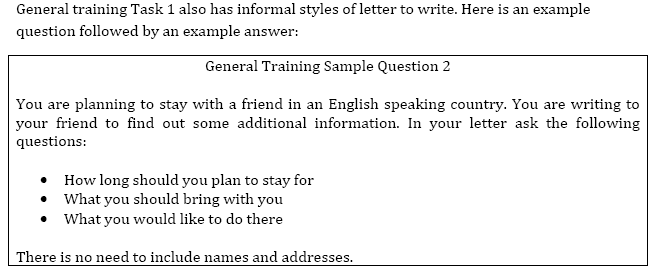 General training Task 1 also has informal styles of letter to write. Here is an example
question followed by an example answer:
General Training Sample Question 2
You are planning to stay with a friend in an English speaking country. You are writing to
your friend to find out some additional information. In your letter ask the following
questions:
• How long should you plan to stay for
• What you should bring with you
• What you would like to do there
There is no need to include names and addresses.